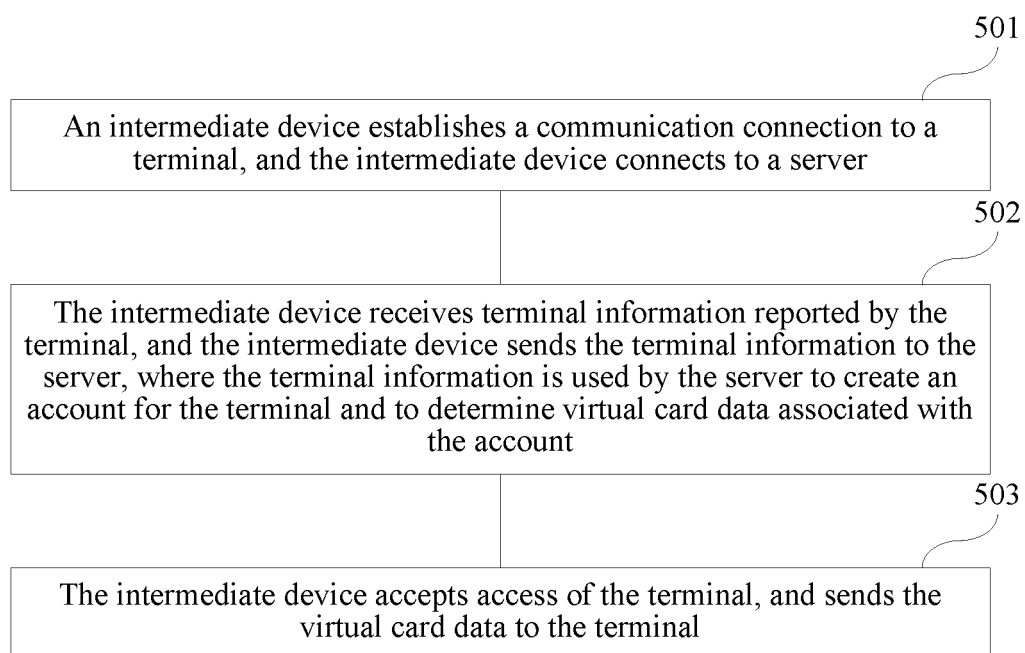 501
An intermediate device establishes a communication connection to a
terminal, and the intermediate device connects to a server
502
The intermediate device receives terminal information reported by the
terminal, and the intermediate device sends the terminal information to the
server, where the terminal information is used by the server to create an
account for the terminal and to determine virtual card data associated with
the account
503
The intermediate device accepts access of the terminal, and sends the
virtual card data to the terminal